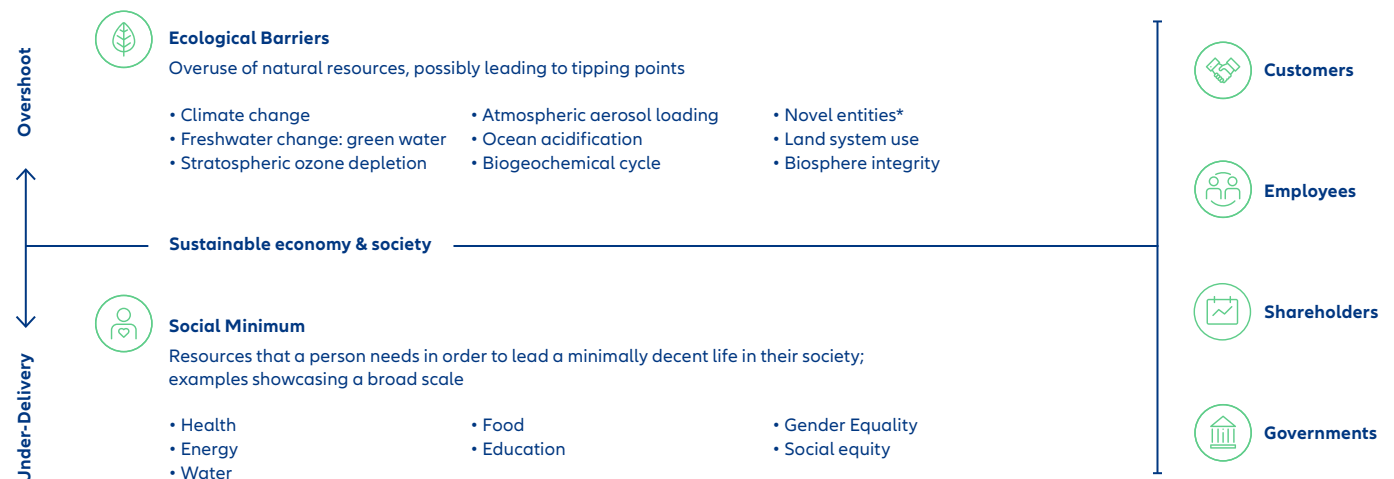 Overshoot
Ecological Barriers
Overuse of natural resources, possibly leading to tipping points
• Climate change
• Freshwater change: green water
• Stratospheric ozone depletion
• Atmospheric aerosol loading
• Ocean acidification
• Biogeochemical cycle
• Novel entities*
• Land system use
• Biosphere integrity
Sustainable economy & society
Under-Delivery
Social Minimum
Resources that a person needs in order to lead a minimally decent life in their society;
examples showcasing a broad scale
• Health
• Energy
• Water
• Food
• Education
• Gender Equality
• Social equity
Customers
Employees
Shareholders
Governments